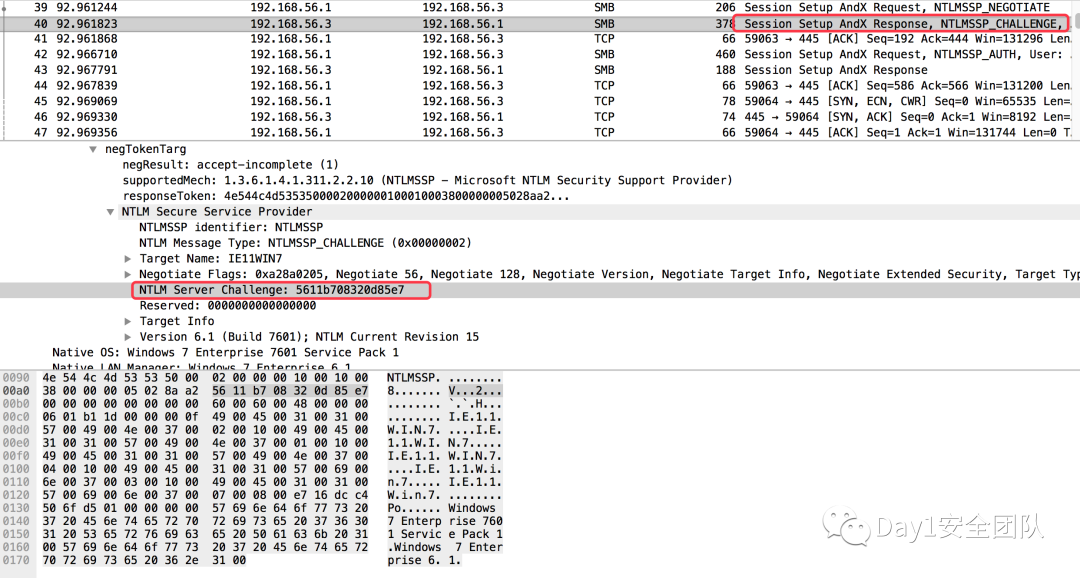 39 92.961244 192.168.56.1 192.168.56.3 SMB 206 Session Setup AndX Request, NTLMSSP_NEGOTIATE
40 92.961823 192.168.56.3 192.168.56.1 SMB 378 Session Setup AndX Response, NTLMSSP_CHALLENGE,
41 92.961868 192.168.56.1 192.168.56.3 TCP 66 59063 → 445 [ACK] Seq=192 Ack=444 Win=131296 Len
42 92.966710 192.168.56.1 192.168.56.3 SMB 460 Session Setup AndX Request, NTLMSSP_AUTH, User:
43 92.967791 192.168.56.3 192.168.56.1 SMB 188 Session Setup AndX Response
44 92.967839 192.168.56.1 192.168.56.3 TCP 66 59063 → 445 [ACK] Seq=586 Ack=566 Win=131200 Len
45 92.969069 192.168.56.1 192.168.56.3 TCP 78 59064 → 445 [SYN, ECN, CWR] Seq=0 Win=65535 Len=
46 92.969330 192.168.56.3 192.168.56.1 TCP 74 445 → 59064 [SYN, ACK] Seq=0 Ack=1 Win=8192 Len=
47 92.969356 192.168.56.1 192.168.56.3 TCP 66 59064 → 445 [ACK] Seq=1 Ack=1 Win=131744 Len=0 T
negTokenTarg
negResult: accept-incomplete (1)
supportedMech: 1.3.6.1.4.1.311.2.2.10 (NTLMSSP - Microsoft NTLM Security Support Provider)
responseToken: 4e544c4d5353500002000000100010003800000005028aa2...
NTLM Secure Service Provider
NTLMSSP identifier: NTLMSSP
NTLM Message Type: NTLMSSP_CHALLENGE (0x00000002)
Target Name: IE11WIN7
Negotiate Flags: 0xa28a0205, Negotiate 56, Negotiate 128, Negotiate Version, Negotiate Target Info, Negotiate Extended Security, Target Typ
NTLM Server Challenge: 5611b708320d85e7
Reserved: 0000000000000000
Target Info
Version 6.1 (Build 7601); NTLM Current Revision 15
Native OS: Windows 7 Enterprise 7601 Service Pack 1
Native LAN Manager: Windows 7 Enterprise 6.1
0090 4e 54 4c 4d 53 53 50 00 02 00 00 00 10 00 10 00 NTLMSSP. ........
00a0 38 00 00 00 05 02 8a a2 56 11 b7 08 32 0d 85 e7 8....... V...2...
00b0 00 00 00 00 00 00 00 00 60 00 60 00 48 00 00 00 ........ `.`.H...
00c0 06 01 b1 1d 00 00 00 0f 49 00 45 00 31 00 31 00 ........ I.E.1.1.
00d0 57 00 49 00 4e 00 37 00 02 00 10 00 49 00 45 00 W.I.N.7. ....I.E.
00e0 31 00 31 00 57 00 49 00 4e 00 37 00 01 00 10 00 1.1.W.I. N.7.....
00f0 49 00 45 00 31 00 31 00 57 00 49 00 4e 00 37 00 I.E.1.1. W.I.N.7.
0100 04 00 10 00 49 00 45 00 31 00 31 00 57 00 69 00 ....I.E. 1.1.W.i.
0110 6e 00 37 00 03 00 10 00 49 00 45 00 31 00 31 00 n.7..... I.E.1.1.
0120 57 00 69 00 6e 00 37 00 07 00 08 00 e7 16 dc c4 W.i.n.7. ........
0130 50 6f d5 01 00 00 00 00 57 69 6e 64 6f 77 73 20 Po...... Windows
0140 37 20 45 6e 74 65 72 70 72 69 73 65 20 37 36 30 7 Enterp rise 760
0150 31 20 53 65 72 76 69 63 65 20 50 61 63 6b 20 31 1 Servic e Pack 1
0160 00 57 69 6e 64 6f 77 73 20 37 20 45 6e 74 65 72 .Windows 7 Enter
0170 70 72 69 73 65 20 36 2e 31 00 prise 6. 1.
Day1安全团队